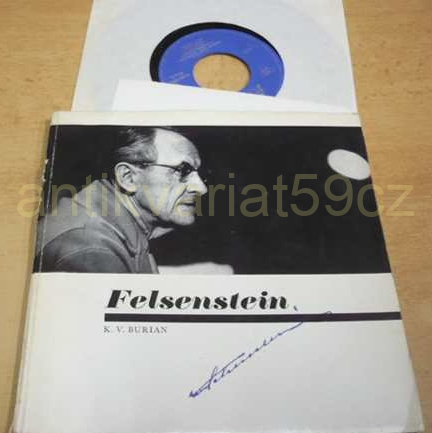 antikvariat59cz
Felsenstein
K. V. BURIAN